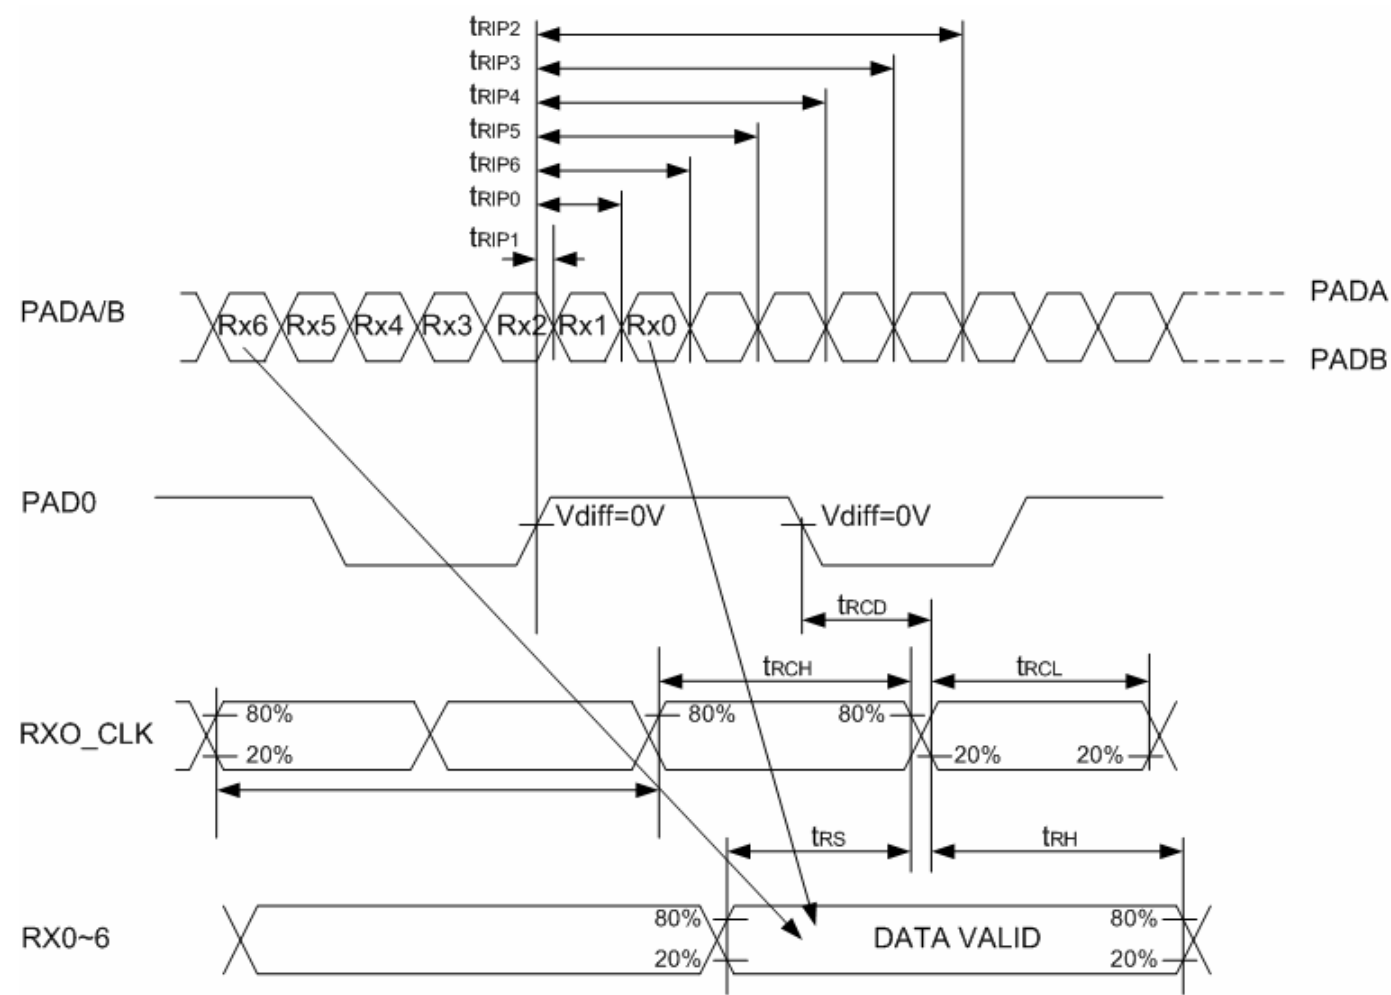 tRIP2
tRIP3
tRIP4
tRIP5
tRIP6
tRIP0
tRIP1
PADA/B Rx6 Rx5 Rx4 Rx3 Rx2 Rx1 Rx0 PADA
PADB
PAD0 Vdiff=0V Vdiff=0V
tRCD
tRCH tRCL
80% 80% 80%
RXO_CLK
20% 20% 20%
tRS tRH
80% 80%
RX0~6 DATA VALID
20% 20%